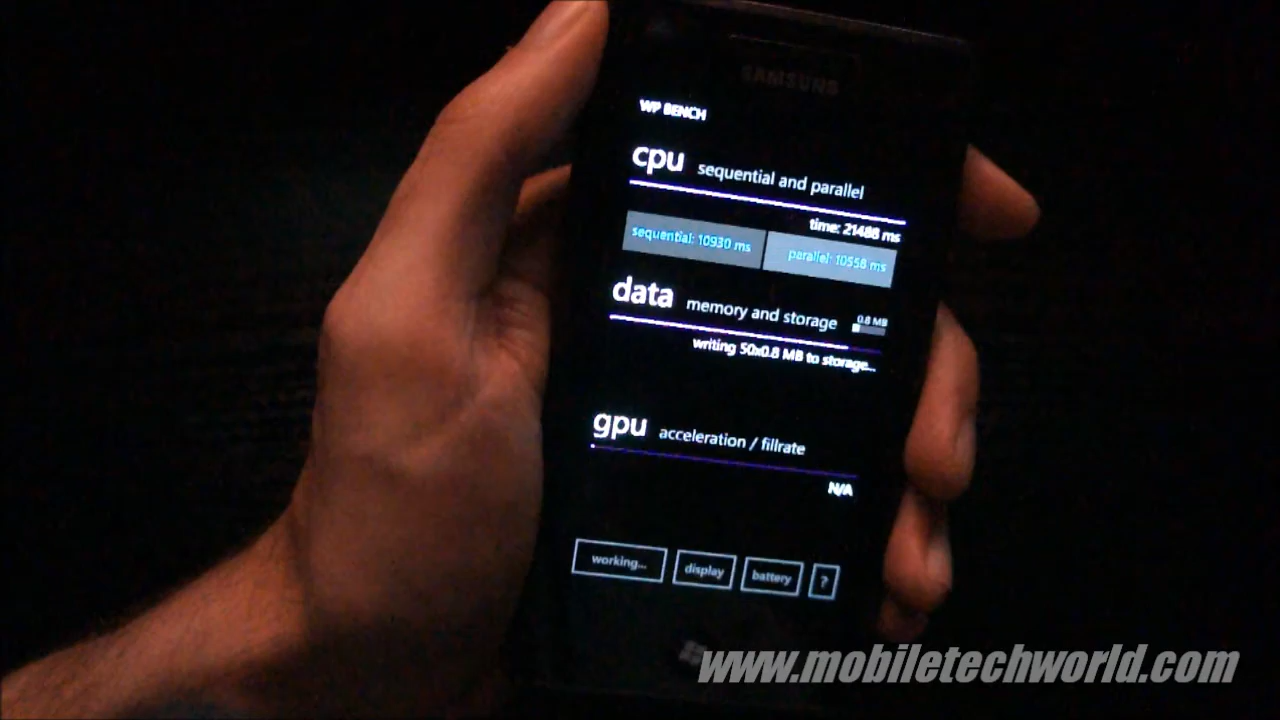 SAMSUNG
WP BENCH
cpu sequential and parallel
time: 21488 ms
sequential: 10930 ms parallel: 10558 ms
data memory and storage 0.8 MB
writing 50x0.8 MB to storage...
gpu acceleration / fillrate
N/A
working... display battery ?
www.mobiletechworld.com